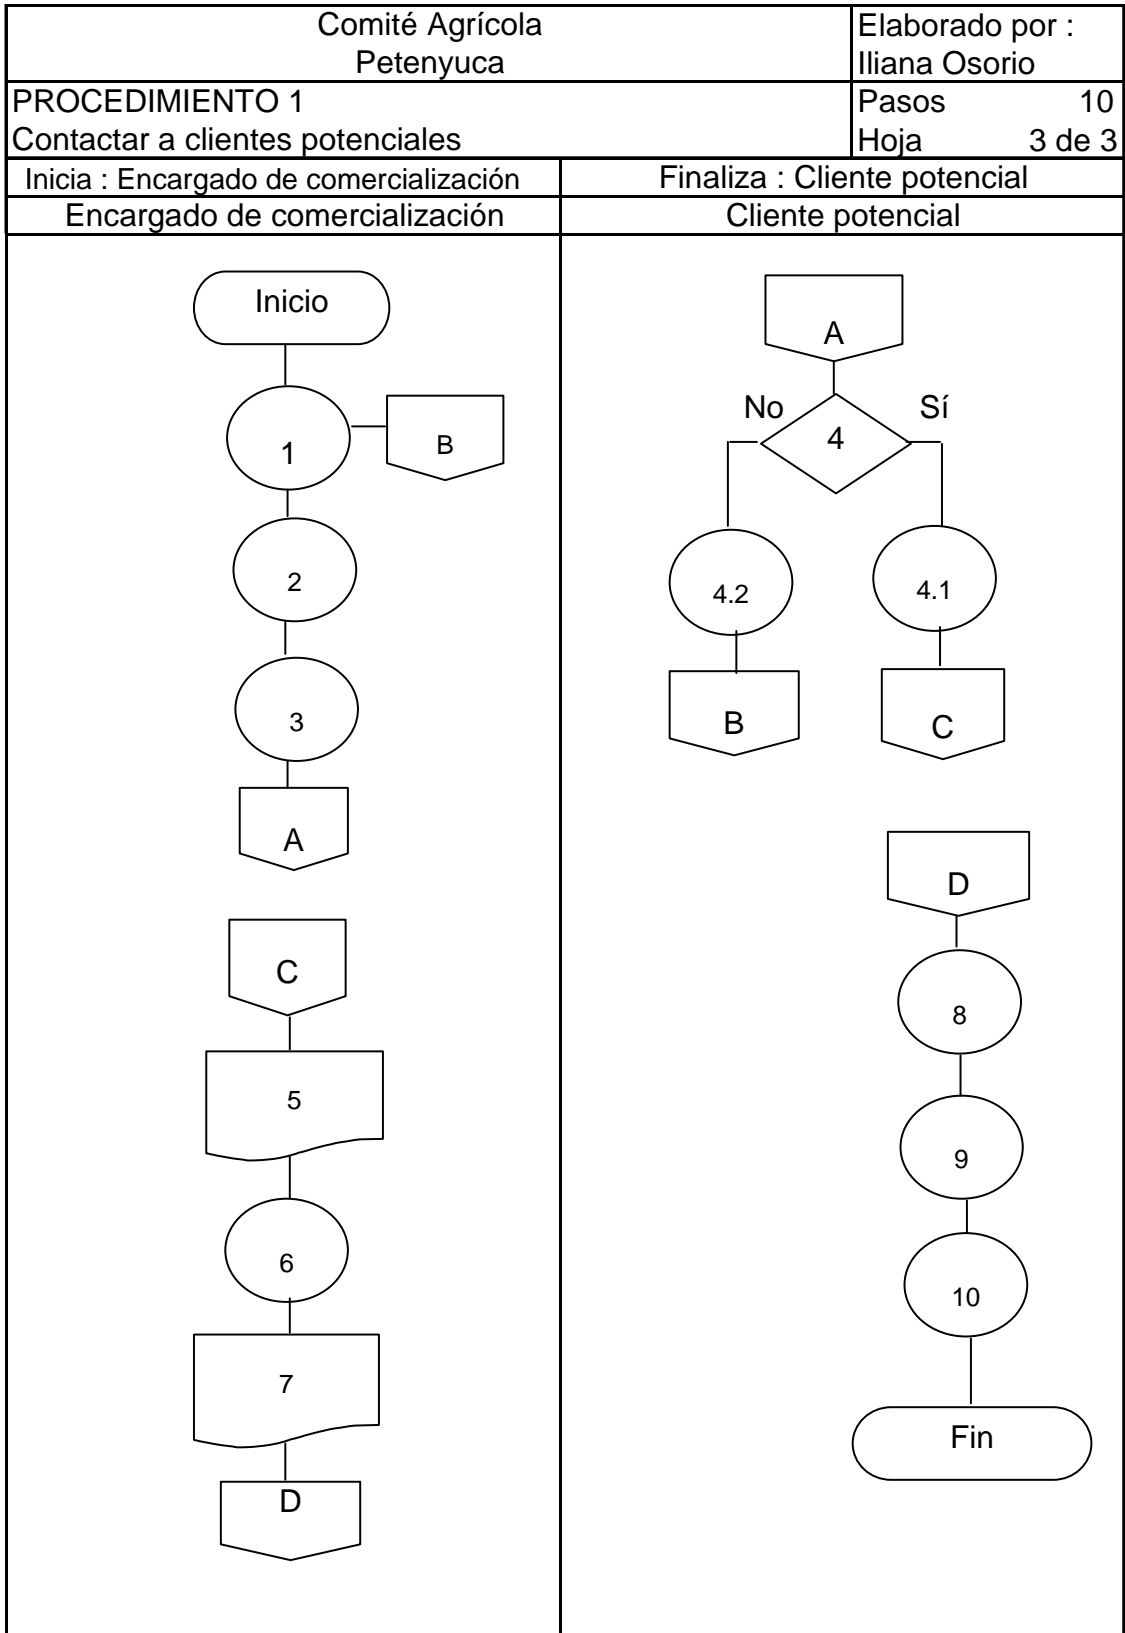 Comité Agrícola
Petenyuca
Elaborado por :
Iliana Osorio
PROCEDIMIENTO 1
Contactar a clientes potenciales
Pasos 10
Hoja 3 de 3
Inicia : Encargado de comercialización
Finaliza : Cliente potencial
Encargado de comercialización
Cliente potencial
Inicio
1
B
2
3
A
C
5
6
7
D
A
No
Sí
4
4.2
4.1
B
C
D
8
9
10
Fin